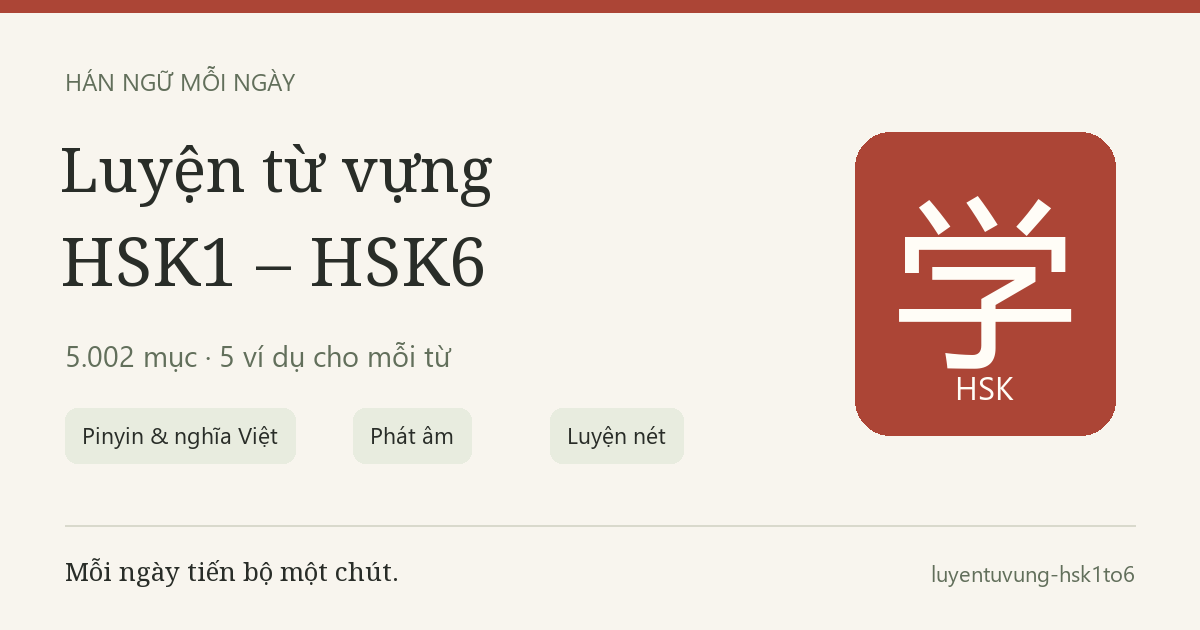 HÁN NGỮ MỖI NGÀY
Luyện từ vựng
HSK1 – HSK6
5.002 mục · 5 ví dụ cho mỗi từ
Pinyin & nghĩa Việt
Phát âm
Luyện nét
学
HSK
Mỗi ngày tiến bộ một chút.
luyentuvung-hsk1to6